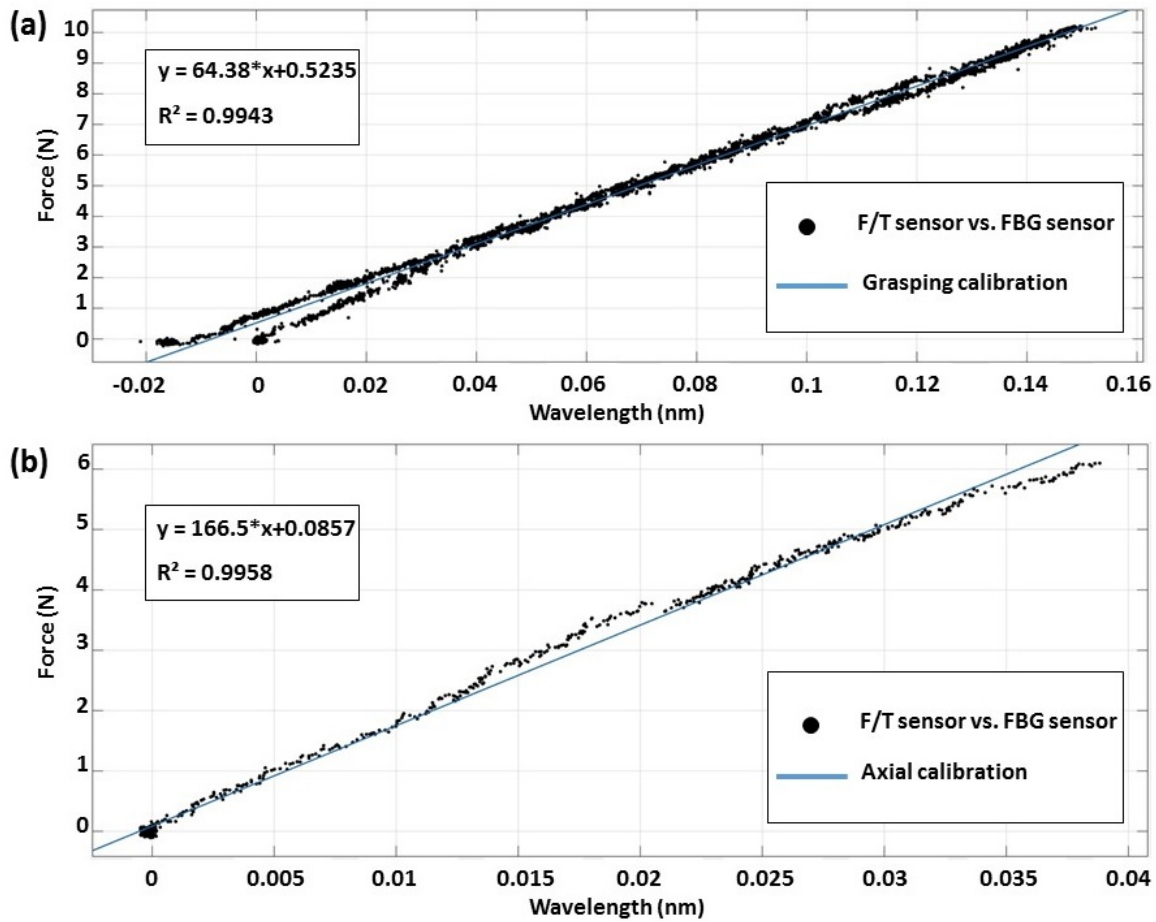 (a)
Force (N)
10
9
8
7
6
5
4
3
2
1
0
y = 64.38*x+0.5235
R² = 0.9943
F/T sensor vs. FBG sensor
Grasping calibration
-0.02 0 0.02 0.04 0.06 0.08 0.1 0.12 0.14 0.16
Wavelength (nm)
(b)
Force (N)
6
5
4
3
2
1
0
y = 166.5*x+0.0857
R² = 0.9958
F/T sensor vs. FBG sensor
Axial calibration
0 0.005 0.01 0.015 0.02 0.025 0.03 0.035 0.04
Wavelength (nm)